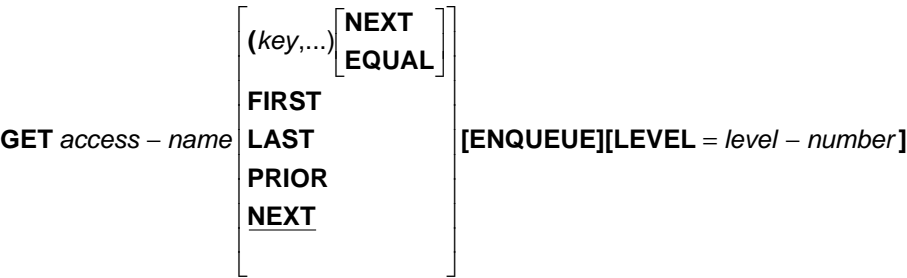 (key,...) NEXT
EQUAL
FIRST
GET access – name LAST [ENQUEUE][LEVEL = level – number]
PRIOR
NEXT